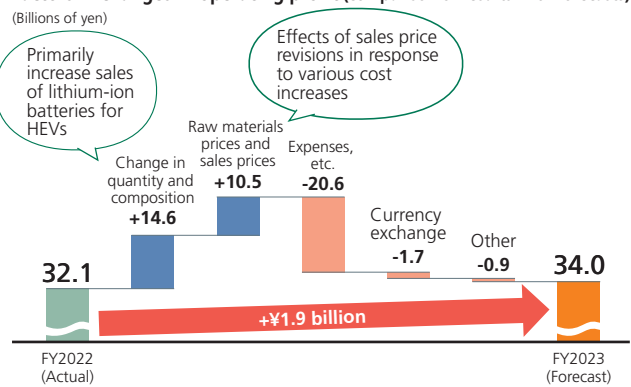 (Billions of yen)
Primarily
increase sales
of lithium-ion
batteries for
HEVs
Effects of sales price
revisions in response
to various cost
increases
Change in
quantity and
composition
+14.6
Raw materials
prices and
sales prices
+10.5
Expenses,
etc.
-20.6
Currency
exchange
-1.7
Other
-0.9
32.1
34.0
+¥1.9 billion
FY2022
(Actual)
FY2023
(Forecast)